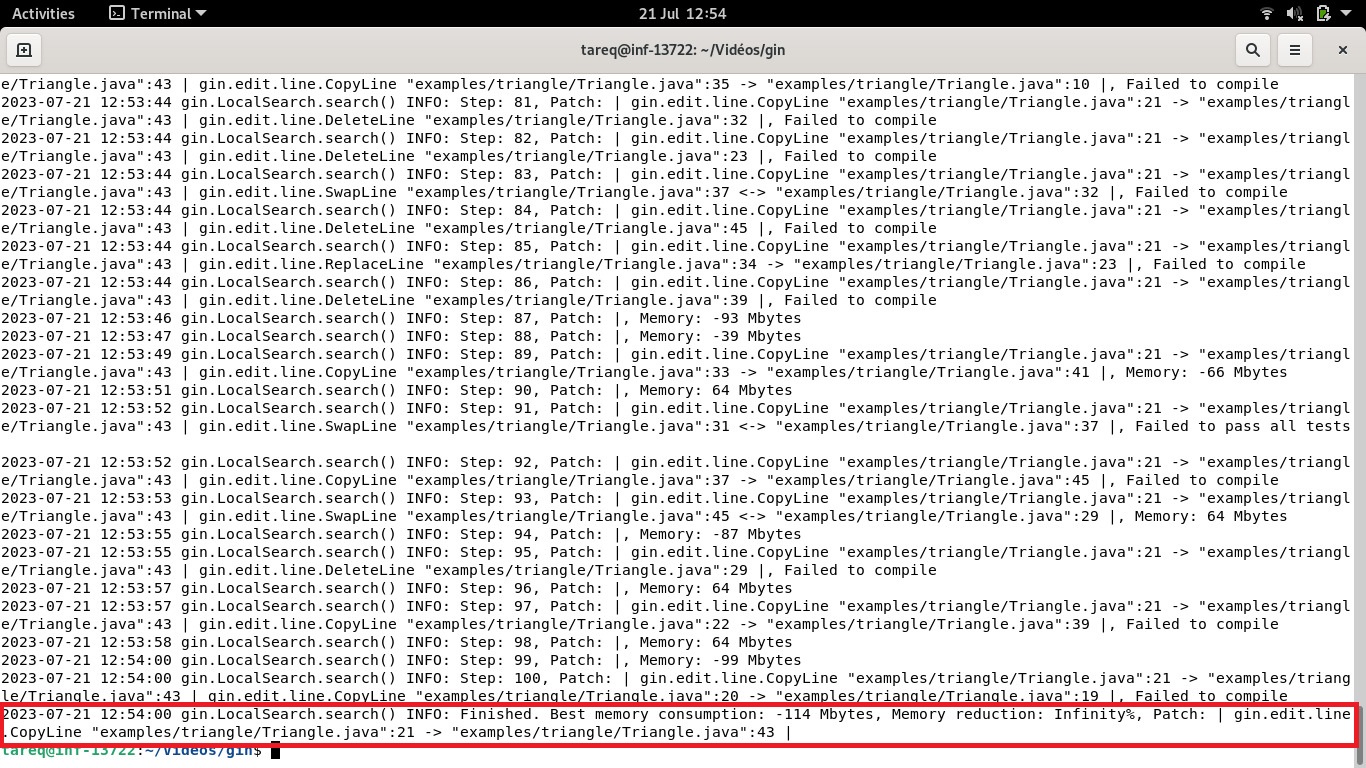 Activities
Terminal
21 Jul 12:54
tareq@inf-13722: ~/Vidéos/gin
e/Triangle.java":43 | gin.edit.line.CopyLine "examples/triangle/Triangle.java":35 -> "examples/triangle/Triangle.java":10 |, Failed to compile
2023-07-21 12:53:44 gin.LocalSearch.search() INFO: Step: 81, Patch: | gin.edit.line.CopyLine "examples/triangle/Triangle.java":21 -> "examples/triangl
e/Triangle.java":43 | gin.edit.line.DeleteLine "examples/triangle/Triangle.java":32 |, Failed to compile
2023-07-21 12:53:44 gin.LocalSearch.search() INFO: Step: 82, Patch: | gin.edit.line.CopyLine "examples/triangle/Triangle.java":21 -> "examples/triangl
e/Triangle.java":43 | gin.edit.line.DeleteLine "examples/triangle/Triangle.java":23 |, Failed to compile
2023-07-21 12:53:44 gin.LocalSearch.search() INFO: Step: 83, Patch: | gin.edit.line.CopyLine "examples/triangle/Triangle.java":21 -> "examples/triangl
e/Triangle.java":43 | gin.edit.line.SwapLine "examples/triangle/Triangle.java":37 <-> "examples/triangle/Triangle.java":32 |, Failed to compile
2023-07-21 12:53:44 gin.LocalSearch.search() INFO: Step: 84, Patch: | gin.edit.line.CopyLine "examples/triangle/Triangle.java":21 -> "examples/triangl
e/Triangle.java":43 | gin.edit.line.DeleteLine "examples/triangle/Triangle.java":45 |, Failed to compile
2023-07-21 12:53:44 gin.LocalSearch.search() INFO: Step: 85, Patch: | gin.edit.line.CopyLine "examples/triangle/Triangle.java":21 -> "examples/triangl
e/Triangle.java":43 | gin.edit.line.ReplaceLine "examples/triangle/Triangle.java":34 -> "examples/triangle/Triangle.java":23 |, Failed to compile
2023-07-21 12:53:44 gin.LocalSearch.search() INFO: Step: 86, Patch: | gin.edit.line.CopyLine "examples/triangle/Triangle.java":21 -> "examples/triangl
e/Triangle.java":43 | gin.edit.line.DeleteLine "examples/triangle/Triangle.java":39 |, Failed to compile
2023-07-21 12:53:46 gin.LocalSearch.search() INFO: Step: 87, Patch: |, Memory: -93 Mbytes
2023-07-21 12:53:47 gin.LocalSearch.search() INFO: Step: 88, Patch: |, Memory: -39 Mbytes
2023-07-21 12:53:49 gin.LocalSearch.search() INFO: Step: 89, Patch: | gin.edit.line.CopyLine "examples/triangle/Triangle.java":21 -> "examples/triangl
e/Triangle.java":43 | gin.edit.line.CopyLine "examples/triangle/Triangle.java":33 -> "examples/triangle/Triangle.java":41 |, Memory: -66 Mbytes
2023-07-21 12:53:51 gin.LocalSearch.search() INFO: Step: 90, Patch: |, Memory: 64 Mbytes
2023-07-21 12:53:52 gin.LocalSearch.search() INFO: Step: 91, Patch: | gin.edit.line.CopyLine "examples/triangle/Triangle.java":21 -> "examples/triangl
e/Triangle.java":43 | gin.edit.line.SwapLine "examples/triangle/Triangle.java":31 <-> "examples/triangle/Triangle.java":37 |, Failed to pass all tests
2023-07-21 12:53:52 gin.LocalSearch.search() INFO: Step: 92, Patch: | gin.edit.line.CopyLine "examples/triangle/Triangle.java":21 -> "examples/triangl
e/Triangle.java":43 | gin.edit.line.CopyLine "examples/triangle/Triangle.java":37 -> "examples/triangle/Triangle.java":45 |, Failed to compile
2023-07-21 12:53:53 gin.LocalSearch.search() INFO: Step: 93, Patch: | gin.edit.line.CopyLine "examples/triangle/Triangle.java":21 -> "examples/triangl
e/Triangle.java":43 | gin.edit.line.SwapLine "examples/triangle/Triangle.java":45 <-> "examples/triangle/Triangle.java":29 |, Memory: 64 Mbytes
2023-07-21 12:53:55 gin.LocalSearch.search() INFO: Step: 94, Patch: |, Memory: -87 Mbytes
2023-07-21 12:53:55 gin.LocalSearch.search() INFO: Step: 95, Patch: | gin.edit.line.CopyLine "examples/triangle/Triangle.java":21 -> "examples/triangl
e/Triangle.java":43 | gin.edit.line.DeleteLine "examples/triangle/Triangle.java":29 |, Failed to compile
2023-07-21 12:53:57 gin.LocalSearch.search() INFO: Step: 96, Patch: |, Memory: 64 Mbytes
2023-07-21 12:53:57 gin.LocalSearch.search() INFO: Step: 97, Patch: | gin.edit.line.CopyLine "examples/triangle/Triangle.java":21 -> "examples/triangl
e/Triangle.java":43 | gin.edit.line.CopyLine "examples/triangle/Triangle.java":22 -> "examples/triangle/Triangle.java":39 |, Failed to compile
2023-07-21 12:53:58 gin.LocalSearch.search() INFO: Step: 98, Patch: |, Memory: 64 Mbytes
2023-07-21 12:54:00 gin.LocalSearch.search() INFO: Step: 99, Patch: |, Memory: -99 Mbytes
2023-07-21 12:54:00 gin.LocalSearch.search() INFO: Step: 100, Patch: | gin.edit.line.CopyLine "examples/triangle/Triangle.java":21 -> "examples/triang
le/Triangle.java":43 | gin.edit.line.CopyLine "examples/triangle/Triangle.java":20 -> "examples/triangle/Triangle.java":19 |, Failed to compile
2023-07-21 12:54:00 gin.LocalSearch.search() INFO: Finished. Best memory consumption: -114 Mbytes, Memory reduction: Infinity%, Patch: | gin.edit.line
.CopyLine "examples/triangle/Triangle.java":21 -> "examples/triangle/Triangle.java":43 |
tareq@inf-13722:~/Vidéos/gin$